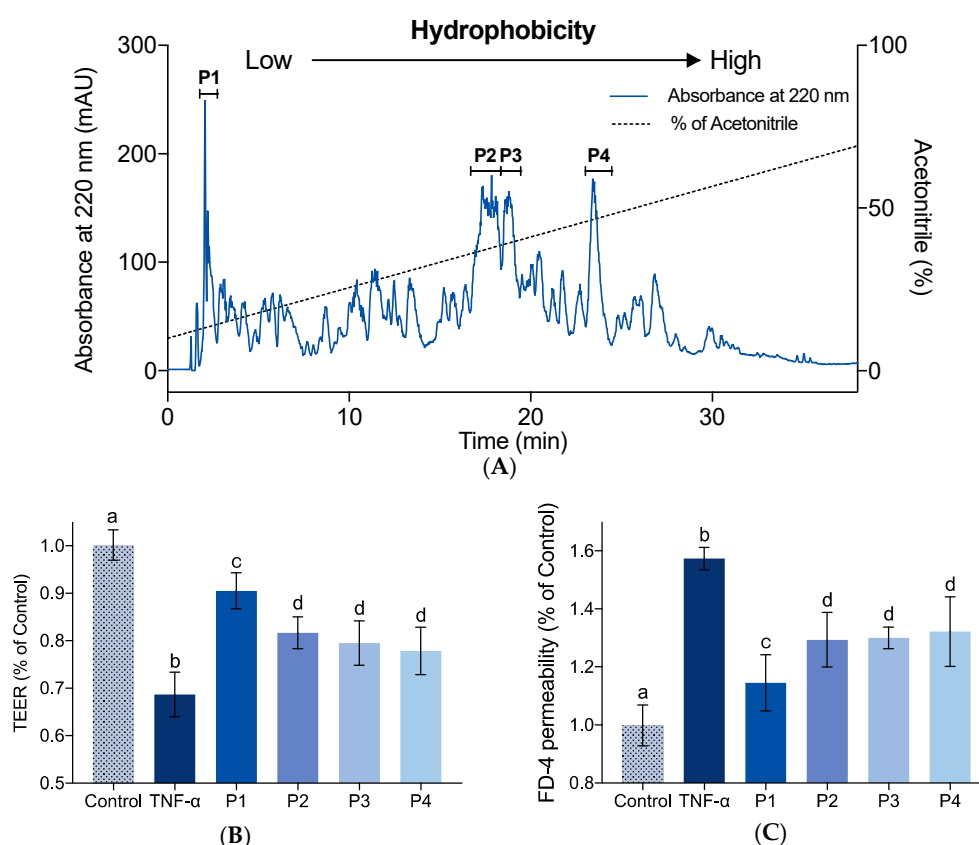 Hydrophobicity
Low High
P1
P2 P3 P4
Absorbance at 220 nm
% of Acetonitrile
Absorbance at 220 nm (mAU)
300
200
100
0
Acetonitrile (%)
100
50
0
0 10 20 30
Time (min)
(A)
TEER (% of Control)
1.0
0.9
0.8
0.7
0.6
0.5
a b c d d d
Control TNF-α P1 P2 P3 P4
(B)
FD-4 permeability (% of Control)
1.6
1.4
1.2
1.0
0.8
a b c d d d
Control TNF-α P1 P2 P3 P4
(C)